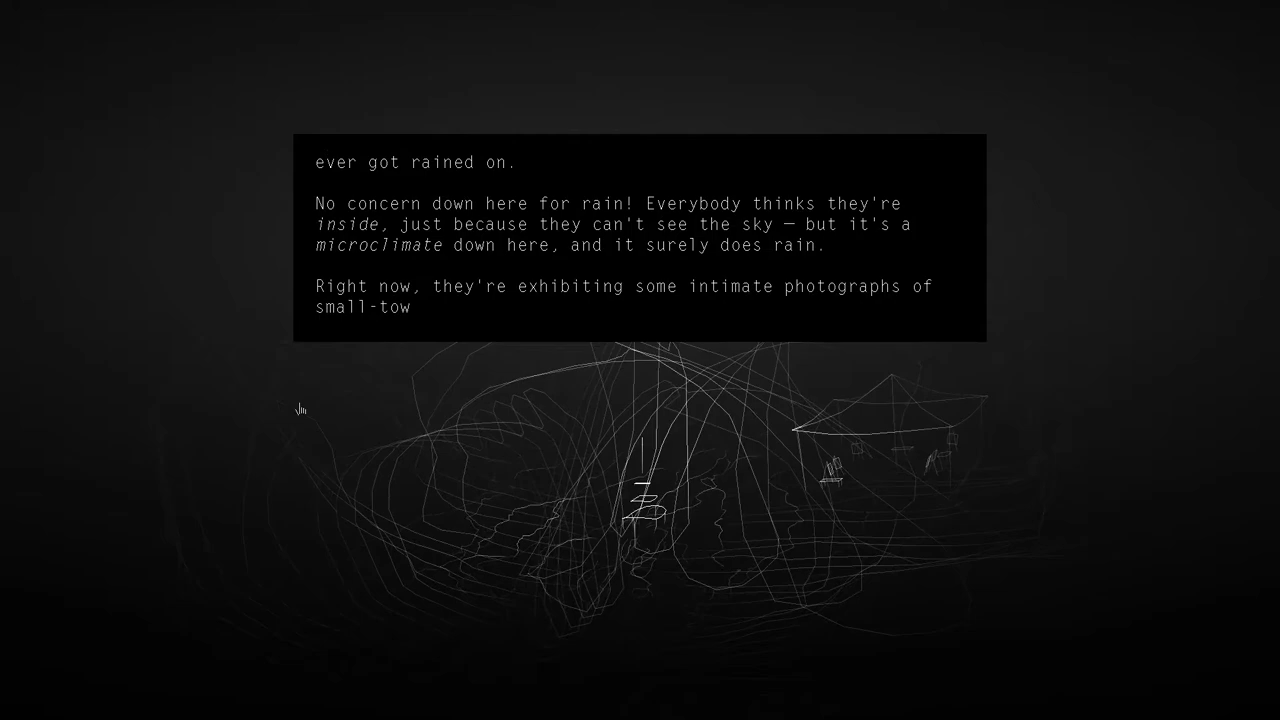 ever got rained on.
No concern down here for rain! Everybody thinks they're
inside, just because they can't see the sky — but it's a
microclimate down here, and it surely does rain.
Right now, they're exhibiting some intimate photographs of
small-tow